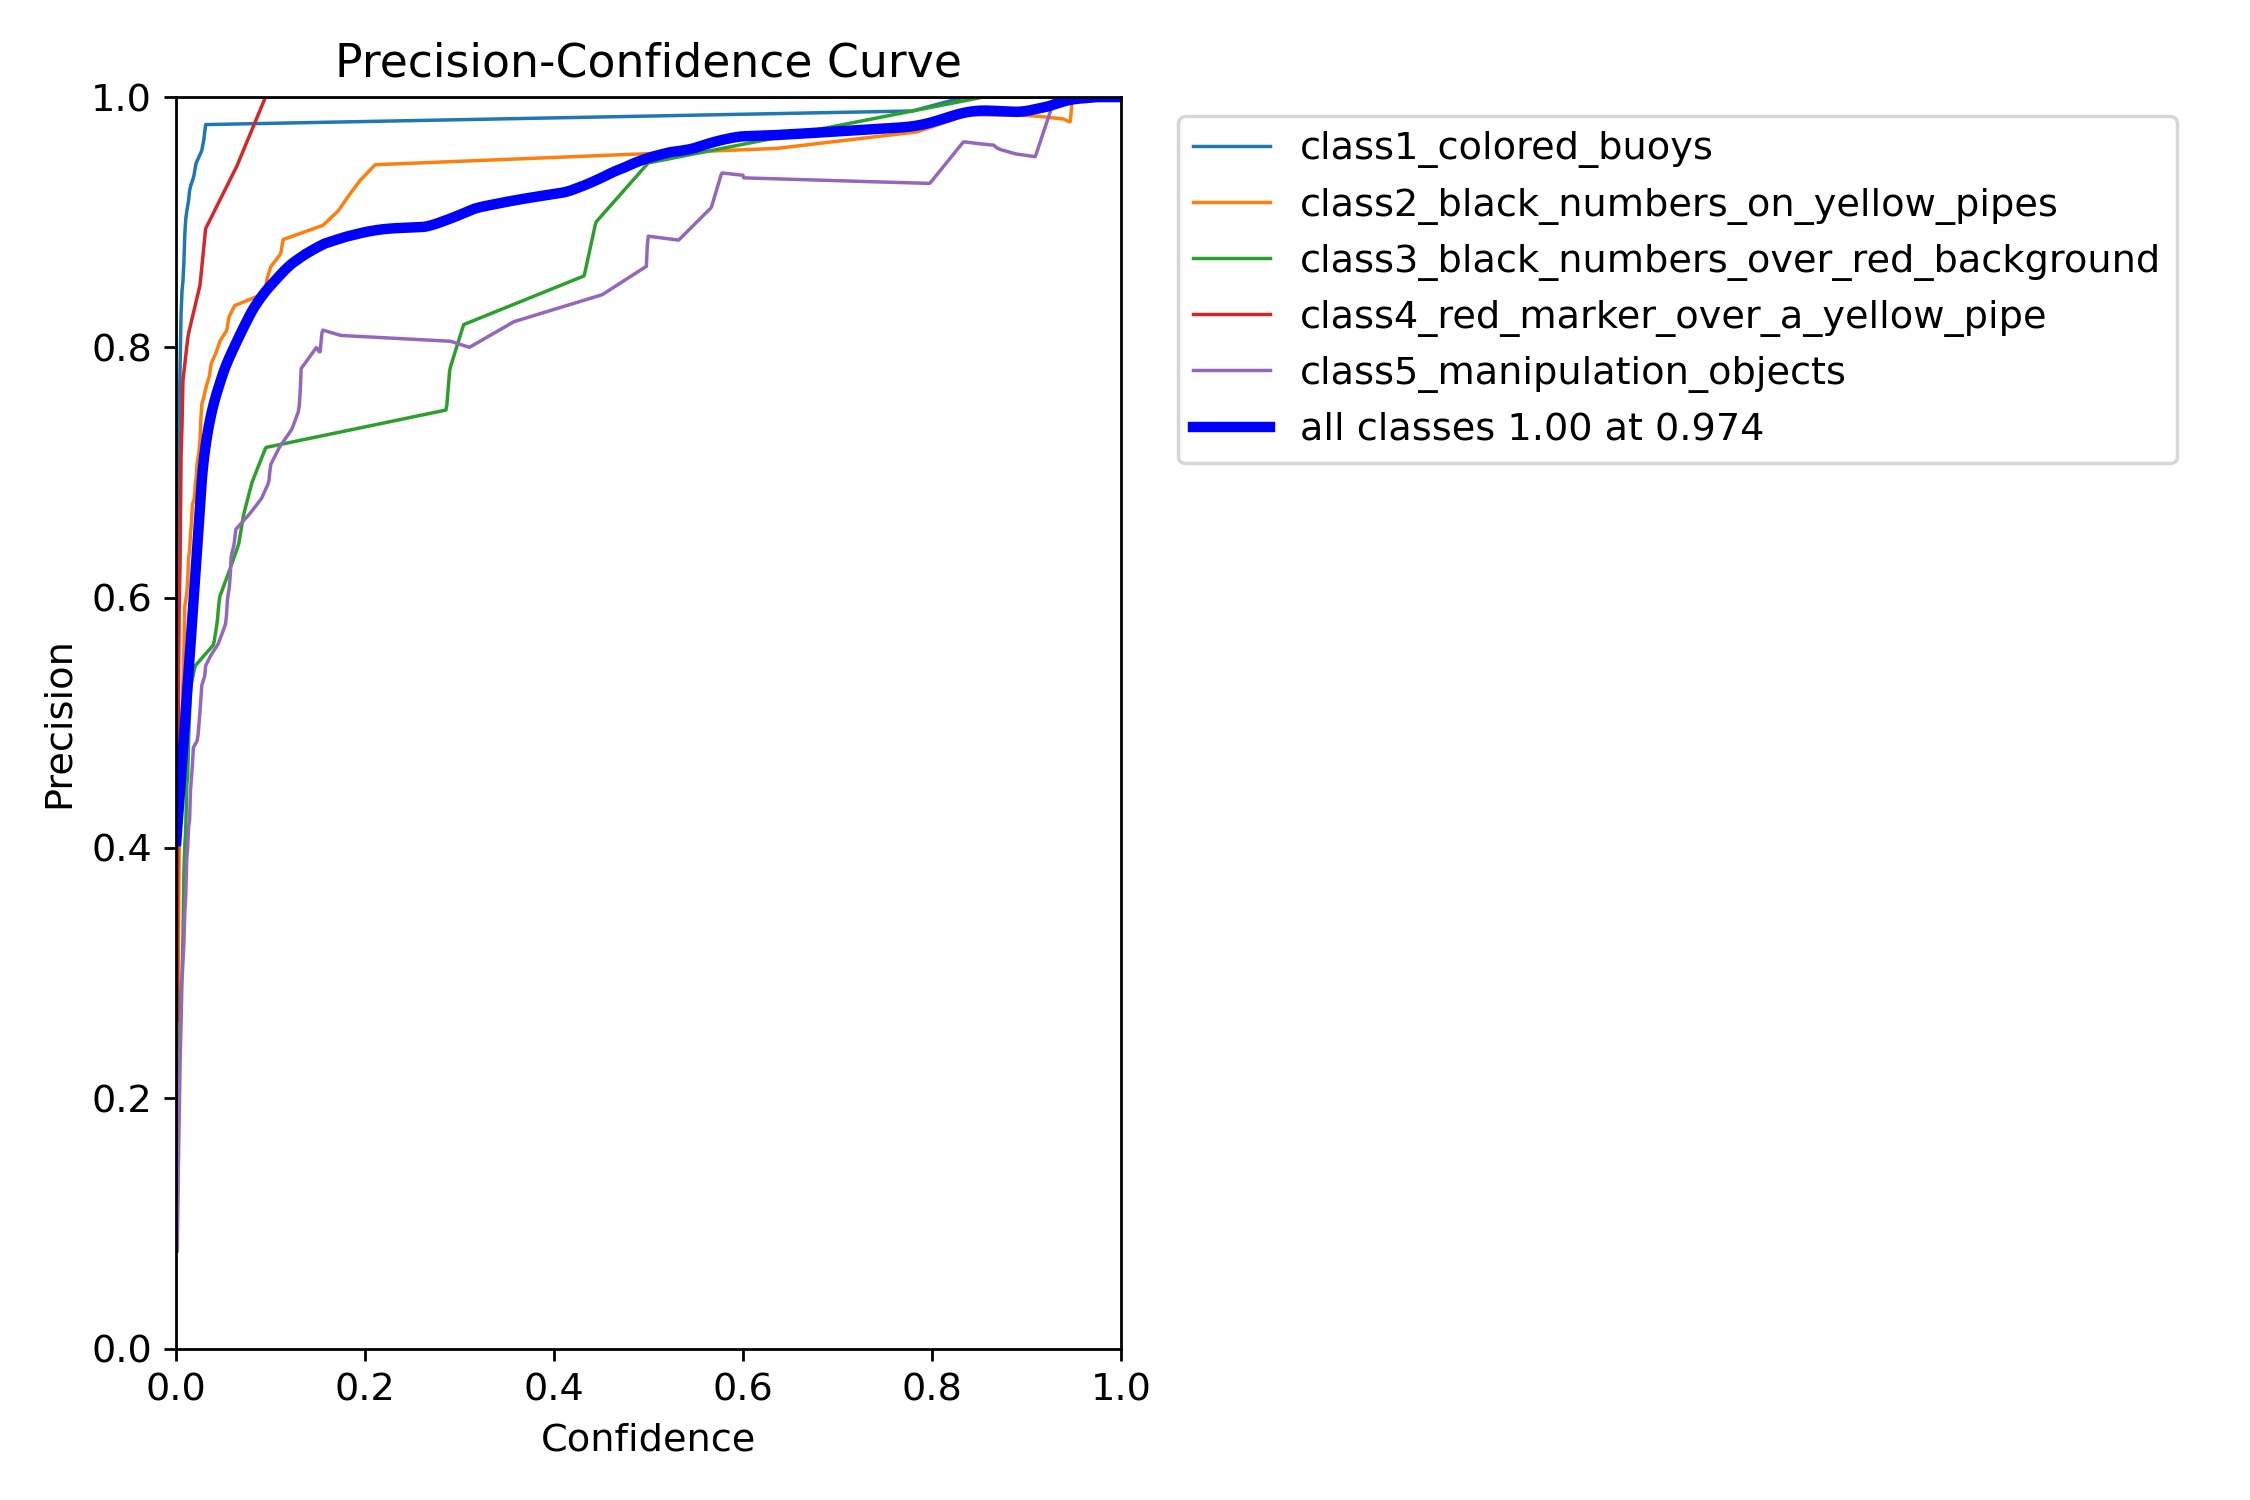 Precision-Confidence Curve
1.0
0.8
0.6
0.4
0.2
0.0
Precision
0.0 0.2 0.4 0.6 0.8 1.0
Confidence
class1_colored_buoys
class2_black_numbers_on_yellow_pipes
class3_black_numbers_over_red_background
class4_red_marker_over_a_yellow_pipe
class5_manipulation_objects
all classes 1.00 at 0.974